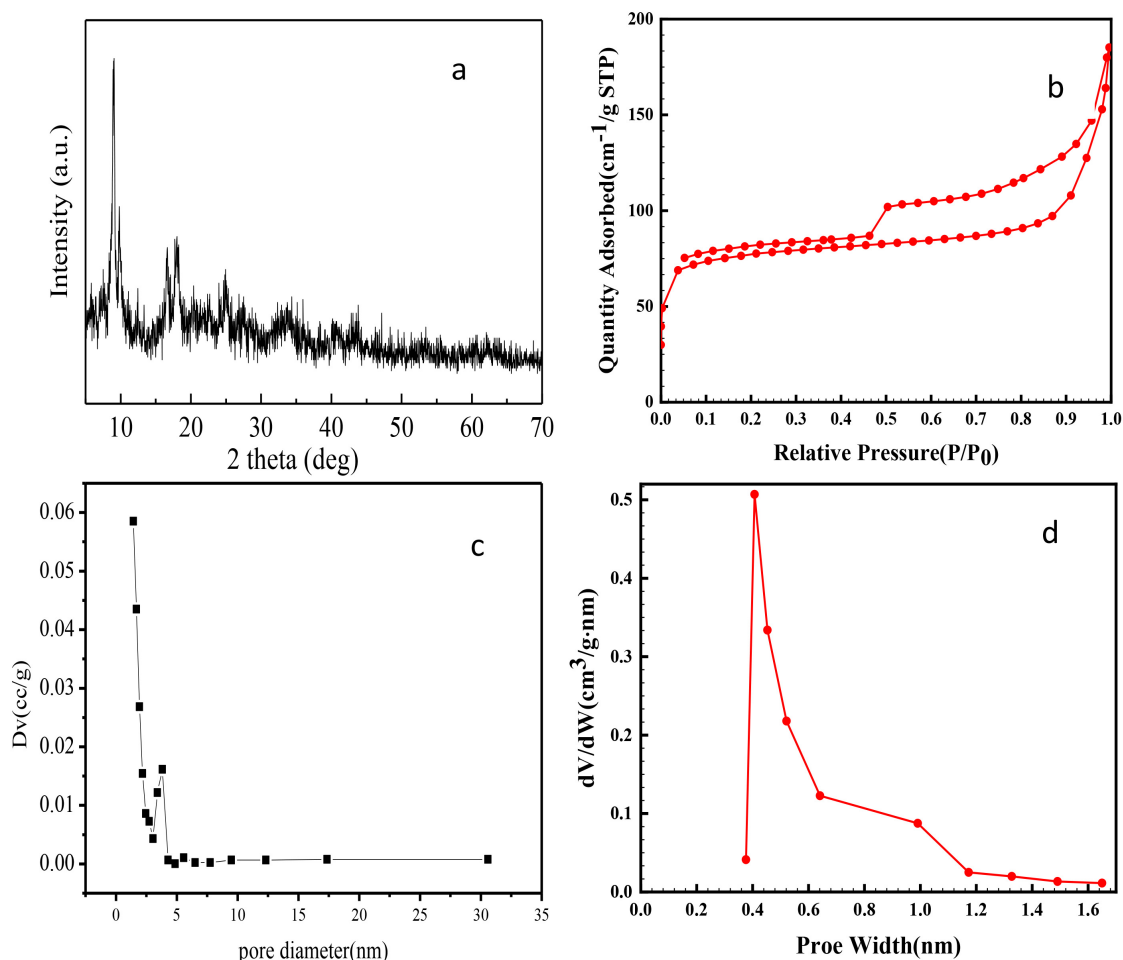 a
Intensity (a.u.)
10 20 30 40 50 60 70
2 theta (deg)
200
150
100
50
0
b
Quantity Adsorbed(cm-1/g STP)
0.0 0.1 0.2 0.3 0.4 0.5 0.6 0.7 0.8 0.9 1.0
Relative Pressure(P/P0)
0.06
0.05
0.04
0.03
0.02
0.01
0.00
c
Dv(cc/g)
0 5 10 15 20 25 30 35
pore diameter(nm)
0.5
0.4
0.3
0.2
0.1
0.0
d
dV/dW(cm3/g·nm)
0.0 0.2 0.4 0.6 0.8 1.0 1.2 1.4 1.6
Proe Width(nm)